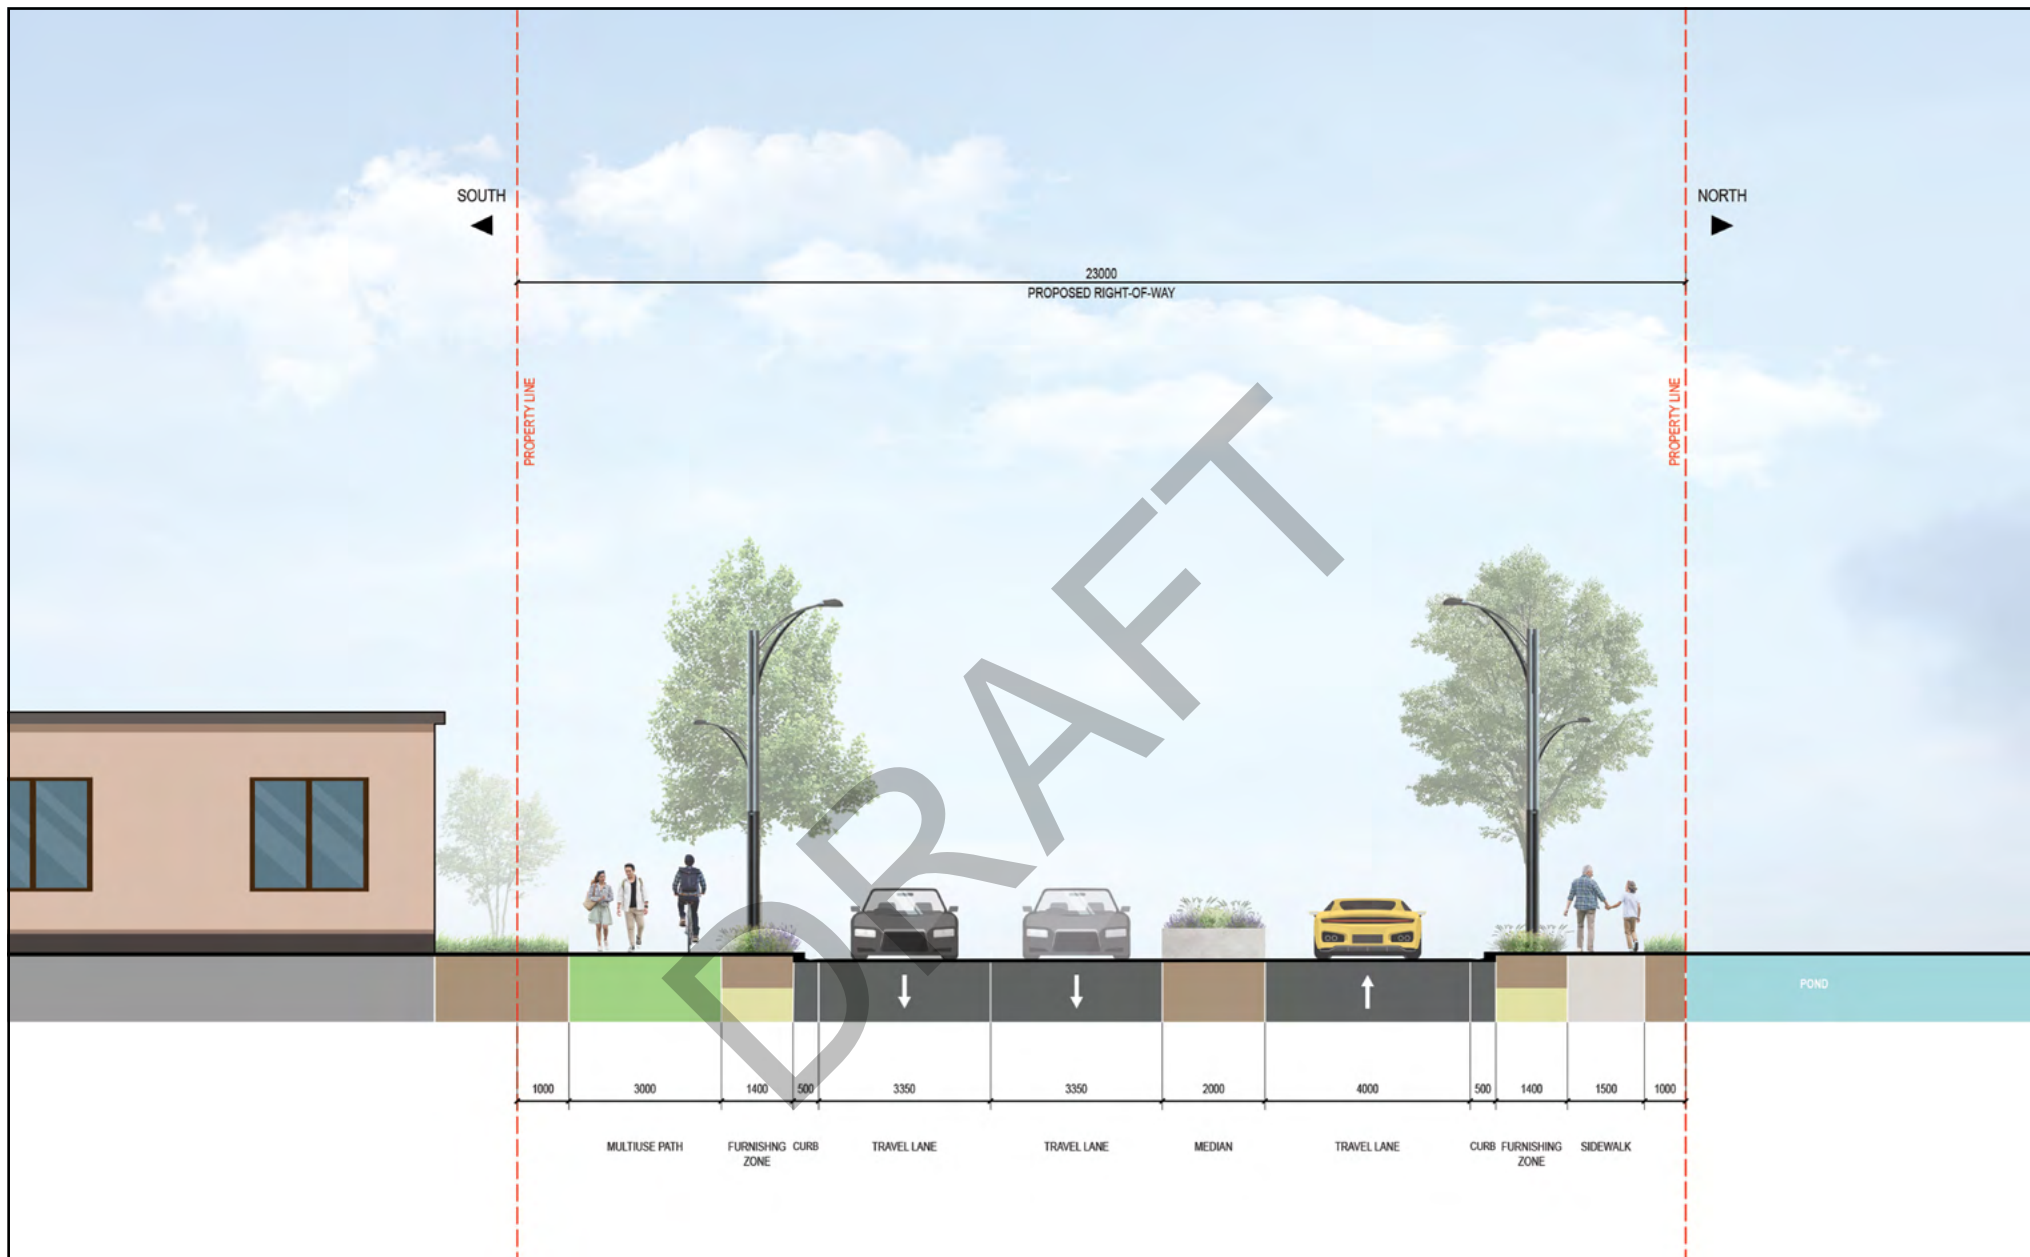 SOUTH
NORTH
23000
PROPOSED RIGHT-OF-WAY
PROPERTY LINE
PROPERTY LINE
DRAFT
POND
1000
3000
1400
500
3350
3350
2000
4000
500
1400
1500
1000
MULTIUSE PATH
FURNISHNG
ZONE
CURB
TRAVEL LANE
TRAVEL LANE
MEDIAN
TRAVEL LANE
CURB
FURNISHING
ZONE
SIDEWALK